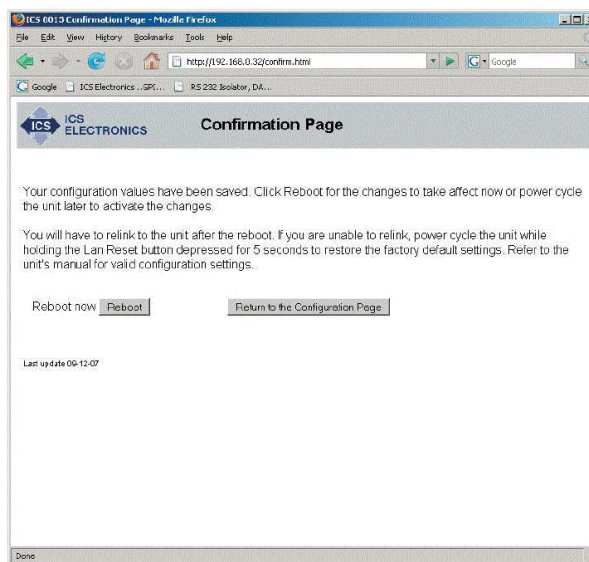 ICS 8013 Confirmation Page - Mozilla Firefox
File Edit View History Bookmarks Tools Help
http://192.168.0.32/confirm.html
Google
Google ICS Electronics ..GPI... RS 232 Isolator, DA...
ICS
ICS
ELECTRONICS
Confirmation Page
Your configuration values have been saved. Click Reboot for the changes to take affect now or power cycle
the unit later to activate the changes.
You will have to relink to the unit after the reboot. If you are unable to relink, power cycle the unit while
holding the Lan Reset button depressed for 5 seconds to restore the factory default settings. Refer to the
unit's manual for valid configuration settings.
Reboot now Reboot Return to the Configuration Page
Last update 09-12-07
Done